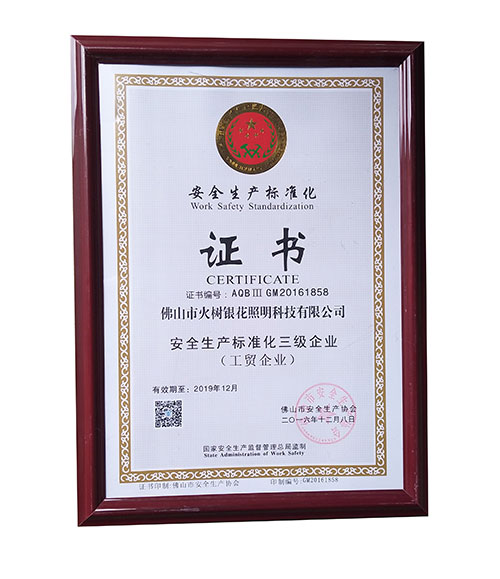 安全生产标准化
Work Safety Standardization
证书
CERTIFICATE
证书编号：AQBⅢ GM20161858
佛山市火树银花照明科技有限公司
安全生产标准化三级企业
（工贸企业）
有效期至：2019年12月
佛山市安全生产协会
二〇一六年十二月八日
国家安全生产监督管理总局监制
State Administration of Work Safety
证书印制:佛山市安全生产协会 印制编号:GM20161858